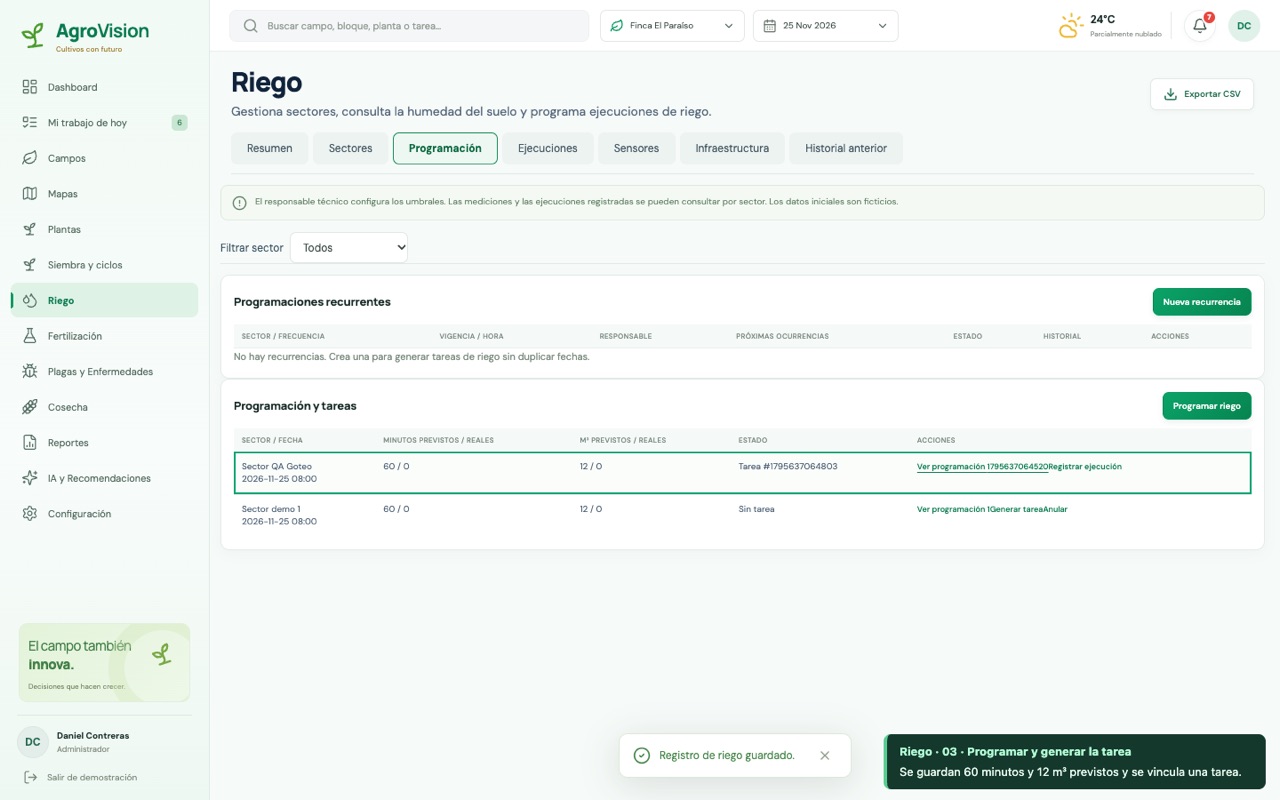 AgroVision
Cultivos con futuro
Buscar campo, bloque, planta o tarea...
Finca El Paraíso
25 Nov 2026
24°C
Parcialmente nublado
7
DC
Dashboard
Mi trabajo de hoy
6
Campos
Mapas
Plantas
Siembra y ciclos
Riego
Fertilización
Plagas y Enfermedades
Cosecha
Reportes
IA y Recomendaciones
Configuración
El campo también
innova.
Decisiones que hacen crecer.
DC
Daniel Contreras
Administrador
Salir de demostración
Riego
Gestiona sectores, consulta la humedad del suelo y programa ejecuciones de riego.
Exportar CSV
Resumen
Sectores
Programación
Ejecuciones
Sensores
Infraestructura
Historial anterior
El responsable técnico configura los umbrales. Las mediciones y las ejecuciones registradas se pueden consultar por sector. Los datos iniciales son ficticios.
Filtrar sector
Todos
Programaciones recurrentes
Nueva recurrencia
SECTOR / FRECUENCIA
VIGENCIA / HORA
RESPONSABLE
PRÓXIMAS OCURRENCIAS
ESTADO
HISTORIAL
ACCIONES
No hay recurrencias. Crea una para generar tareas de riego sin duplicar fechas.
Programación y tareas
Programar riego
SECTOR / FECHA
MINUTOS PREVISTOS / REALES
M³ PREVISTOS / REALES
ESTADO
ACCIONES
Sector QA Goteo
2026-11-25 08:00
60 / 0
12 / 0
Tarea #1795637064803
Ver programación 1795637064520Registrar ejecución
Sector demo 1
2026-11-25 08:00
60 / 0
12 / 0
Sin tarea
Ver programación 1Generar tareaAnular
Registro de riego guardado.
Riego · 03 · Programar y generar la tarea
Se guardan 60 minutos y 12 m³ previstos y se vincula una tarea.